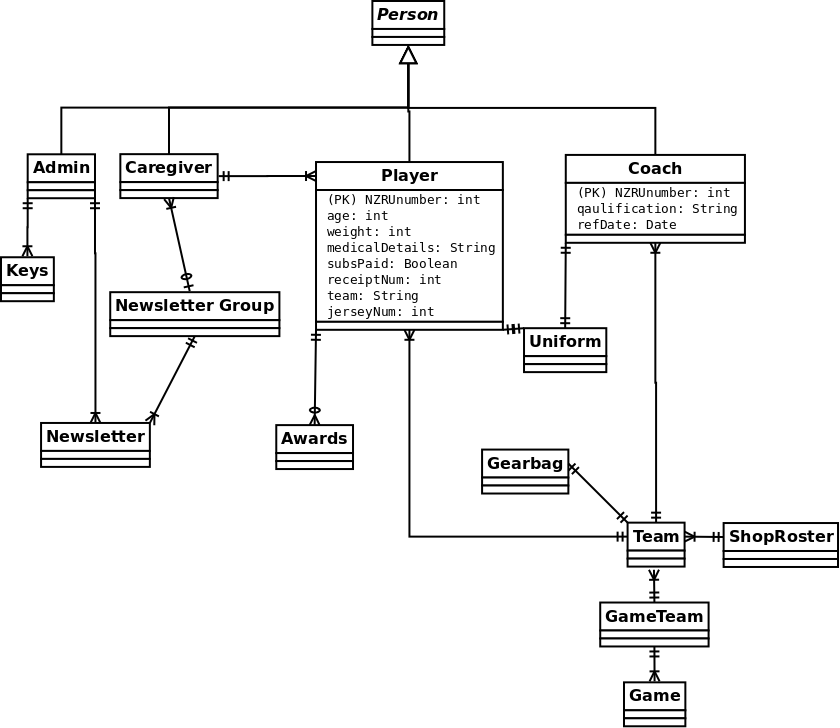 Person
Admin
Caregiver
Player
(PK) NZRUnumber: int
age: int
weight: int
medicalDetails: String
subsPaid: Boolean
receiptNum: int
team: String
jerseyNum: int
Coach
(PK) NZRUnumber: int
qaulification: String
refDate: Date
Keys
Newsletter Group
Uniform
Newsletter
Awards
Gearbag
Team
ShopRoster
GameTeam
Game